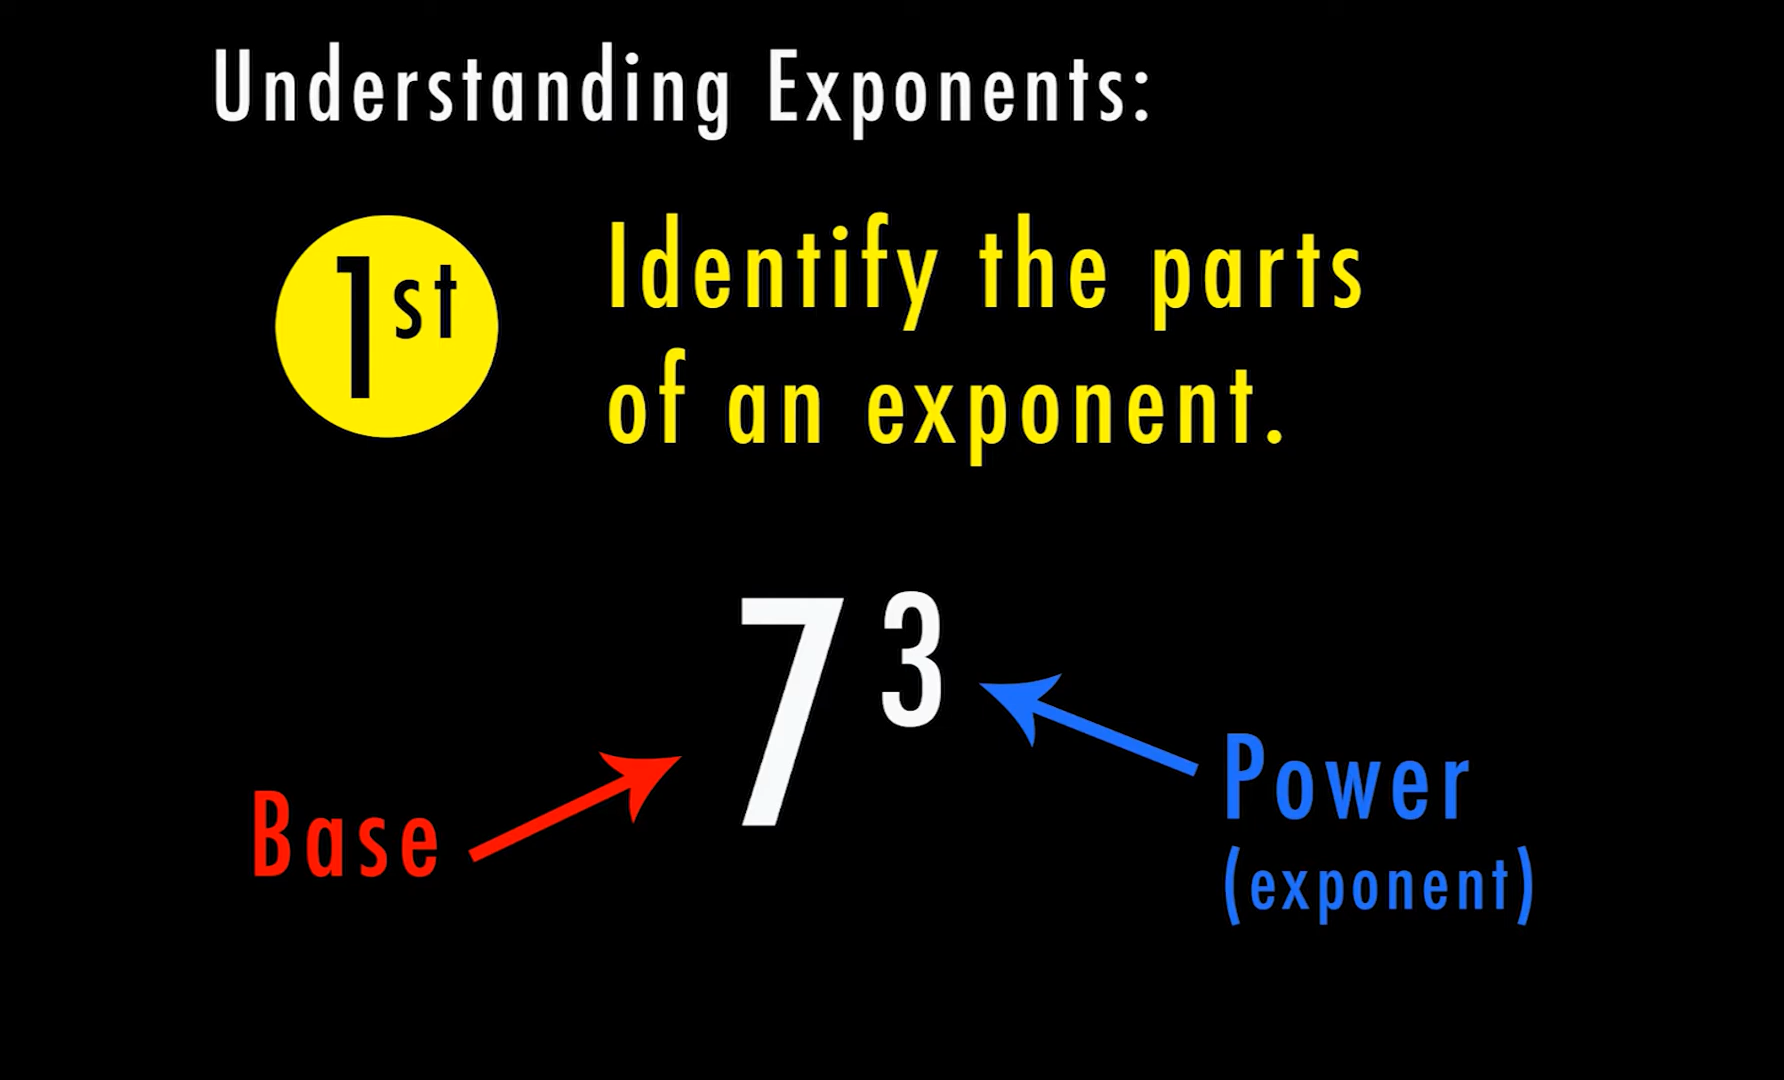 Understanding Exponents:
1st
Identify the parts
of an exponent.
7³
Base
Power
(exponent)